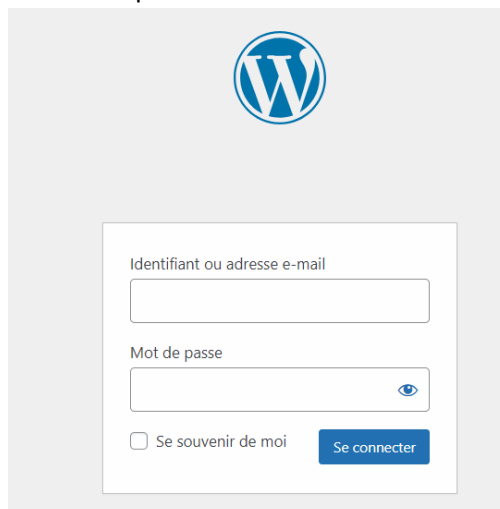 Identifiant ou adresse e-mail
Mot de passe
Se souvenir de moi
Se connecter